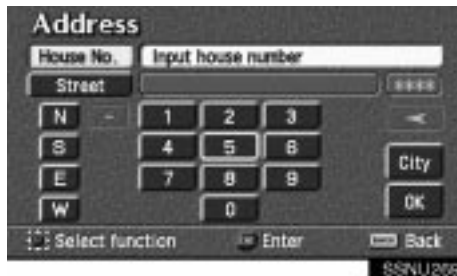 Address
House No. Input house number
Street
N - 1 2 3
S 4 5 6
E 7 8 9
City
W 0 OK
Select function Enter Back